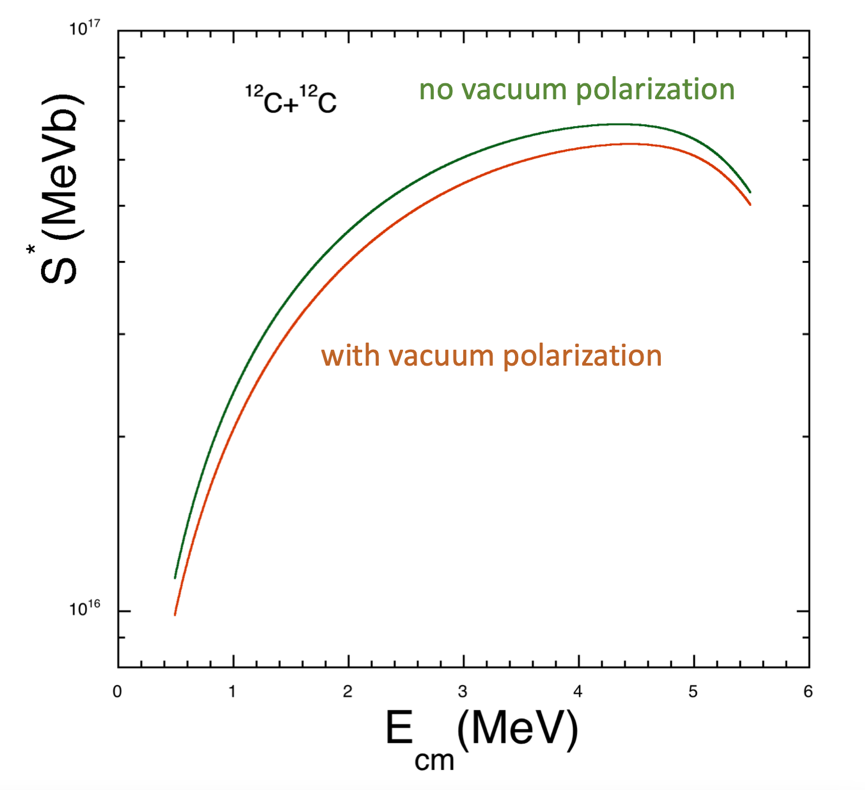 10¹⁷
¹²C+¹²C
no vacuum polarization
S* (MeVb)
with vacuum polarization
10¹⁶
0 1 2 3 4 5 6
E_cm (MeV)